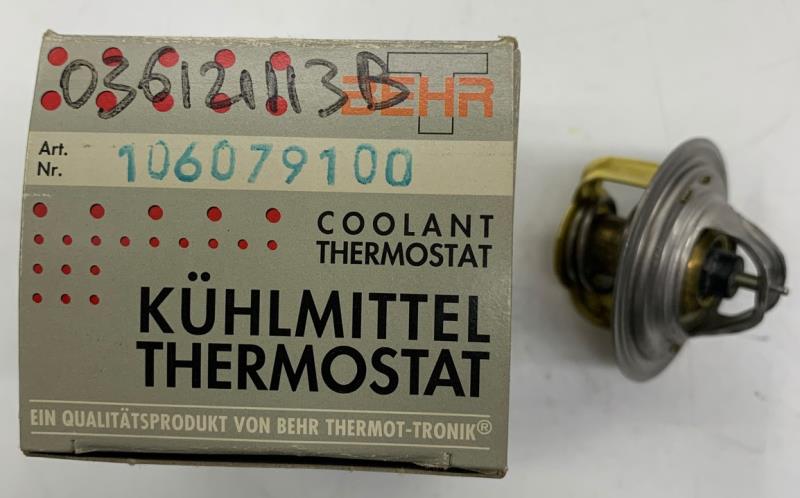 036121113B
BEHR
Art.
Nr.
106079100
COOLANT
THERMOSTAT
KÜHLMITTEL
THERMOSTAT
EIN QUALITÄTSPRODUKT VON BEHR THERMOT-TRONIK®